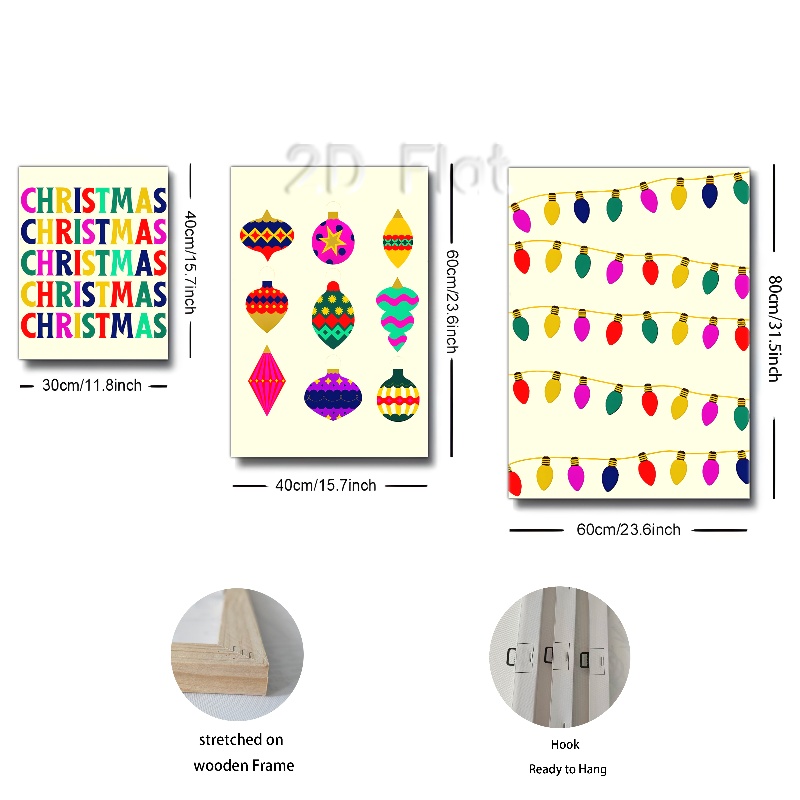 2D Flat
CHRISTMAS
CHRISTMAS
CHRISTMAS
CHRISTMAS
CHRISTMAS
40cm/15.7inch
30cm/11.8inch
60cm/23.6inch
40cm/15.7inch
80cm/31.5inch
60cm/23.6inch
stretched on
wooden Frame
Hook
Ready to Hang